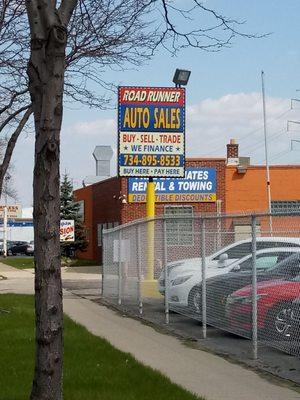 ROAD RUNNER
AUTO SALES
BUY - SELL - TRADE
★ WE FINANCE ★
734-895-8533
BUY HERE ★ PAY HERE
RENTAL & TOWING
DEDICATED DISCOUNTS